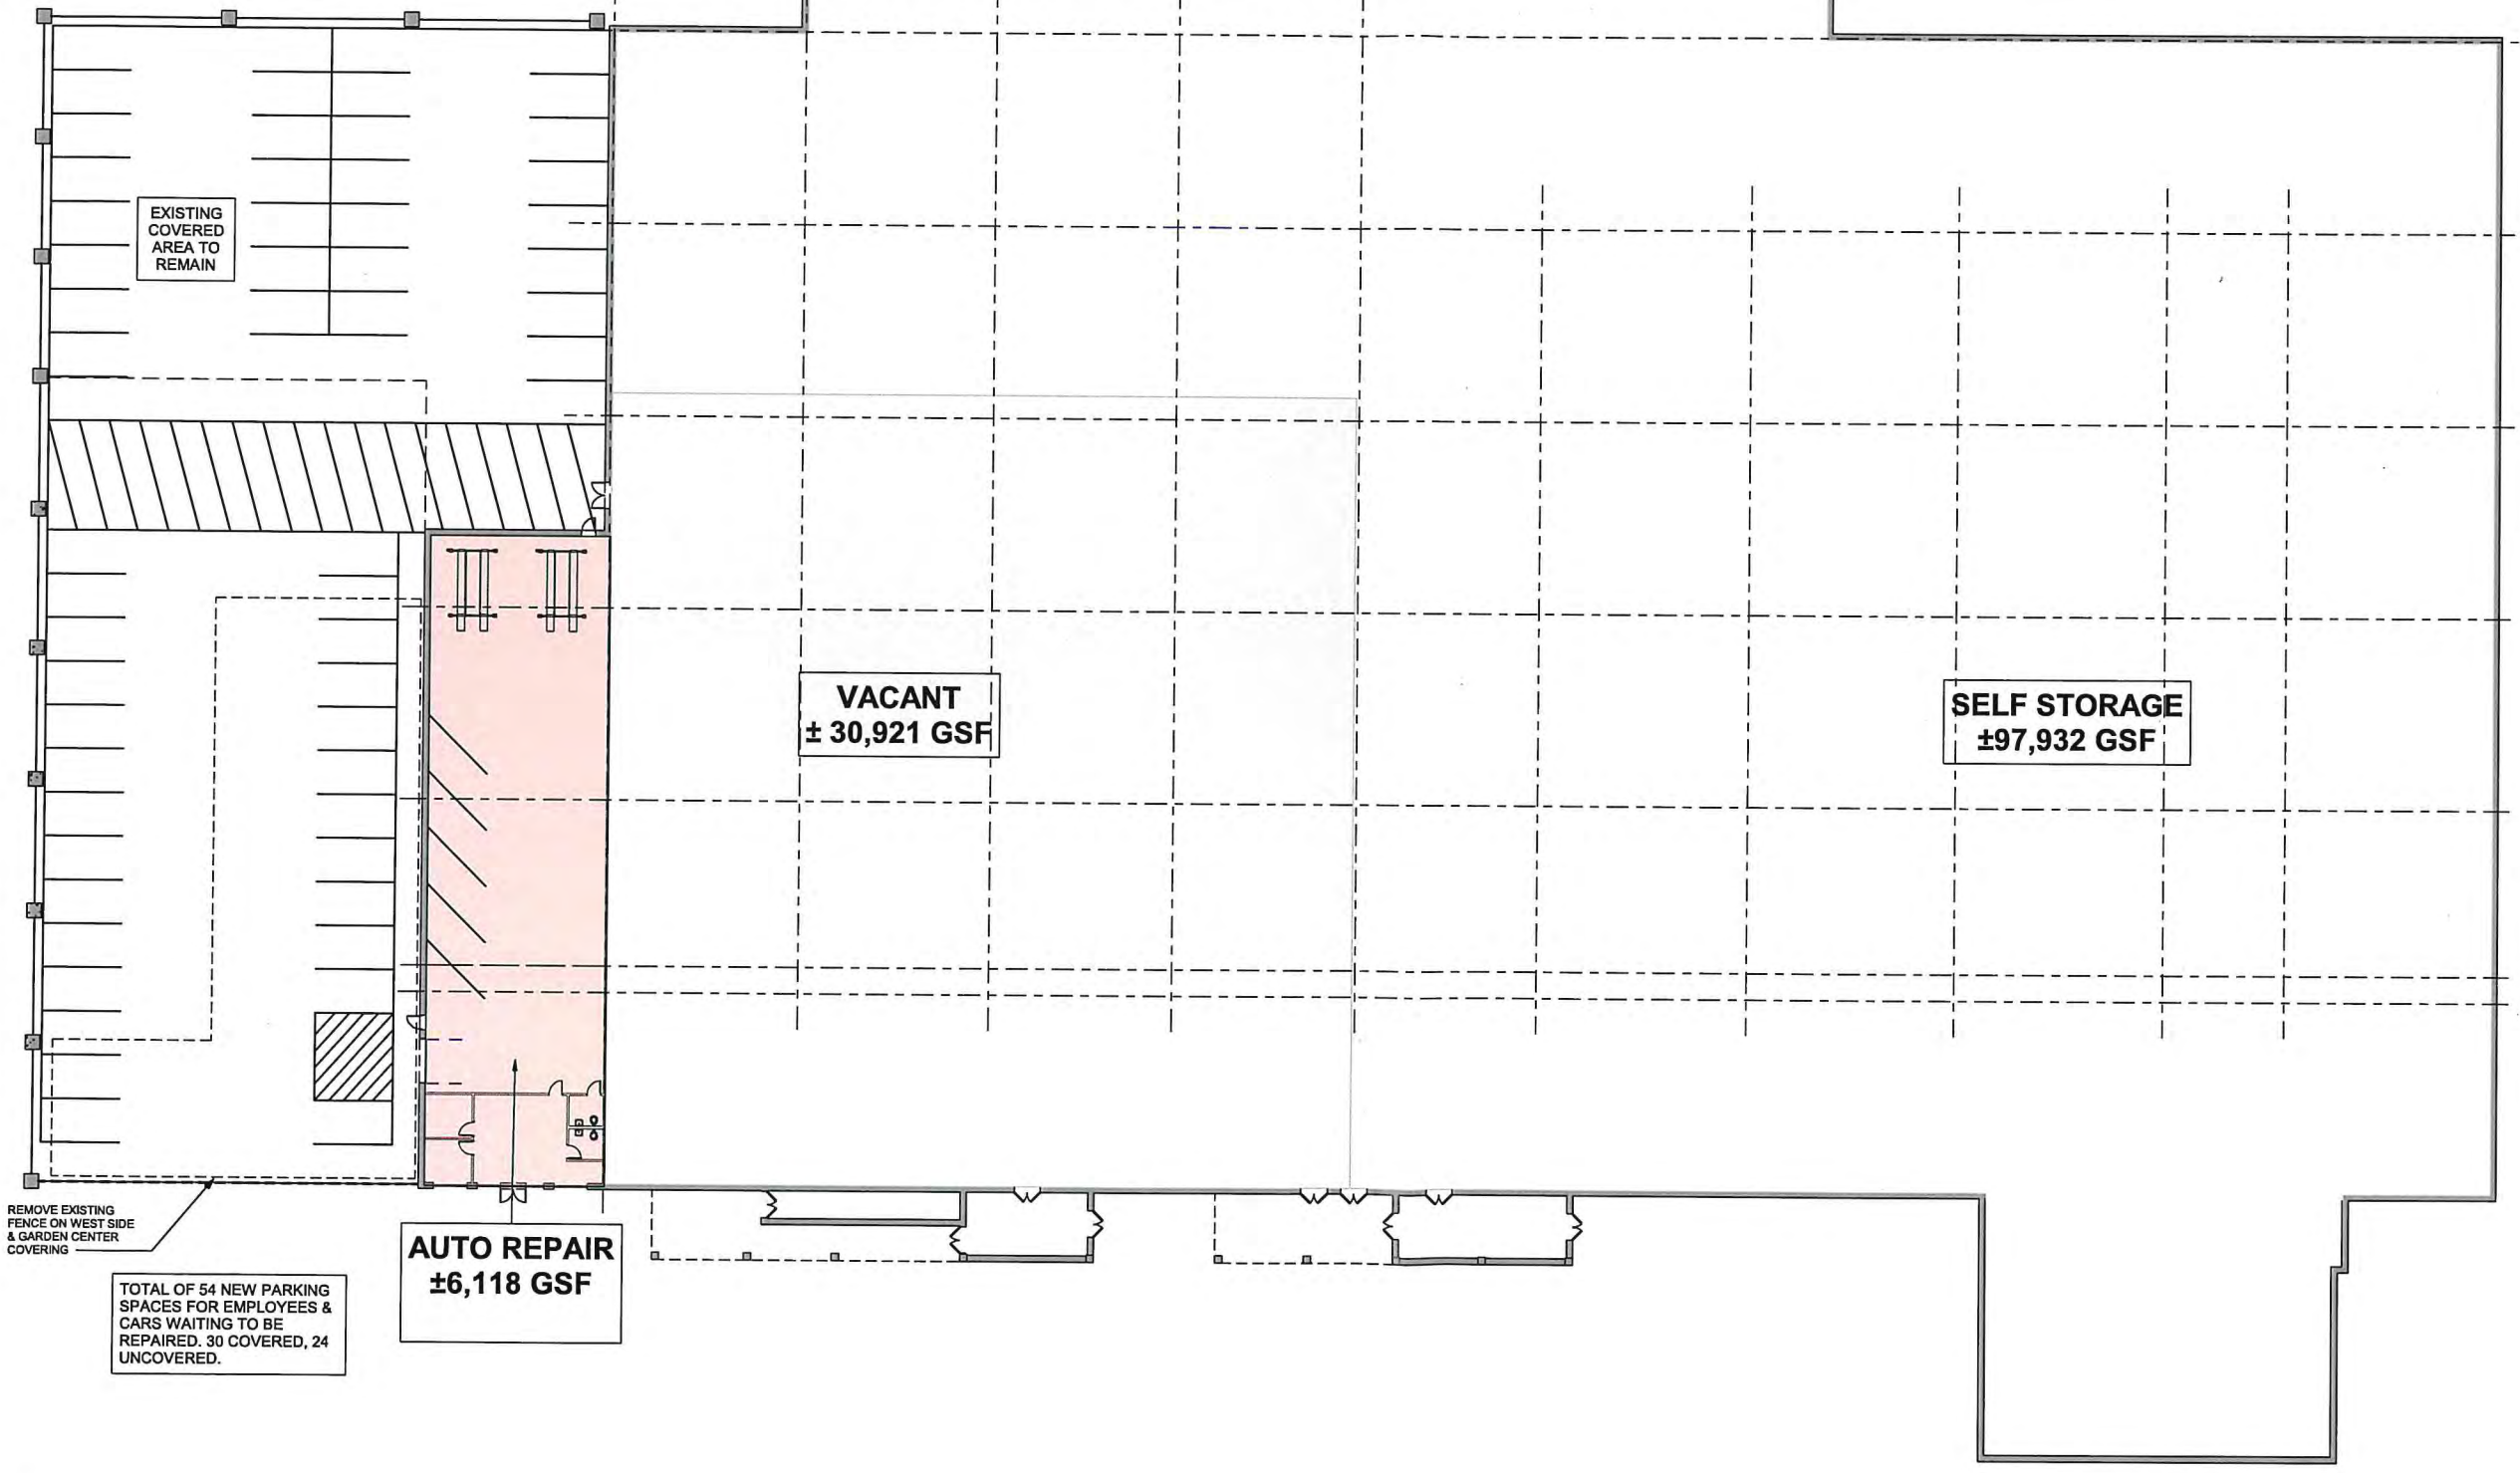 EXISTING
COVERED
AREA TO
REMAIN
VACANT
± 30,921 GSF
SELF STORAGE
±97,932 GSF
REMOVE EXISTING
FENCE ON WEST SIDE
& GARDEN CENTER
COVERING
AUTO REPAIR
±6,118 GSF
TOTAL OF 54 NEW PARKING
SPACES FOR EMPLOYEES &
CARS WAITING TO BE
REPAIRED. 30 COVERED, 24
UNCOVERED.